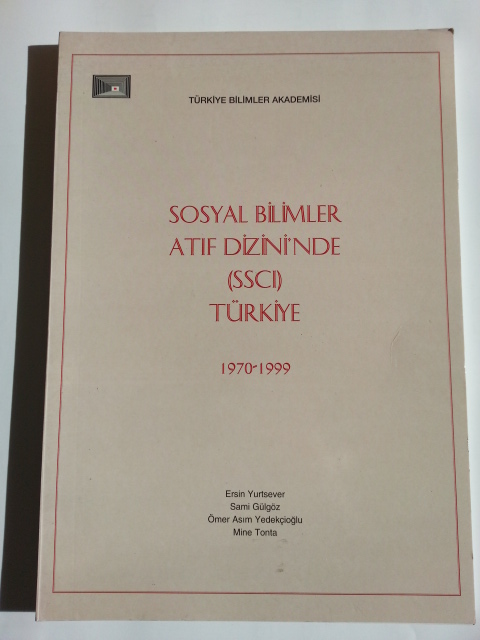 TÜRKİYE BİLİMLER AKADEMİSİ
SOSYAL BİLİMLER
ATIF DİZİNİ'NDE
(SSCI)
TÜRKİYE
1970-1999
Ersin Yurtsever
Sami Gülgöz
Ömer Asım Yedekçioğlu
Mine Tonta